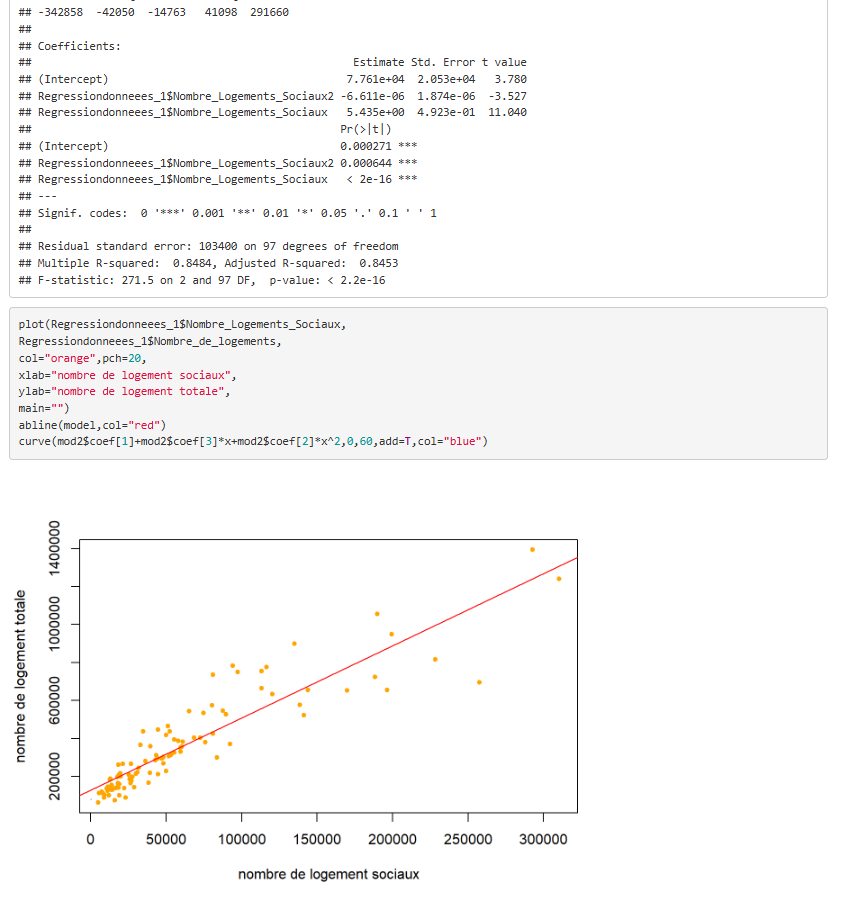 ## -342858 -42050 -14763 41098 291660
##
## Coefficients:
## Estimate Std. Error t value
## (Intercept) 7.761e+04 2.053e+04 3.780
## Regressiondonneees_1$Nombre_Logements_Sociaux2 -6.611e-06 1.874e-06 -3.527
## Regressiondonneees_1$Nombre_Logements_Sociaux 5.435e+00 4.923e-01 11.040
## Pr(>|t|)
## (Intercept) 0.000271 ***
## Regressiondonneees_1$Nombre_Logements_Sociaux2 0.000644 ***
## Regressiondonneees_1$Nombre_Logements_Sociaux < 2e-16 ***
## ---
## Signif. codes: 0 '***' 0.001 '**' 0.01 '*' 0.05 '.' 0.1 ' ' 1
##
## Residual standard error: 103400 on 97 degrees of freedom
## Multiple R-squared: 0.8484, Adjusted R-squared: 0.8453
## F-statistic: 271.5 on 2 and 97 DF, p-value: < 2.2e-16
plot(Regressiondonneees_1$Nombre_Logements_Sociaux,
Regressiondonneees_1$Nombre_de_logements,
col="orange",pch=20,
xlab="nombre de logement sociaux",
ylab="nombre de logement totale",
main="")
abline(model,col="red")
curve(mod2$coef[1]+mod2$coef[3]*x+mod2$coef[2]*x^2,0,60,add=T,col="blue")
nombre de logement totale
1400000
1000000
600000
200000
0 50000 100000 150000 200000 250000 300000
nombre de logement sociaux